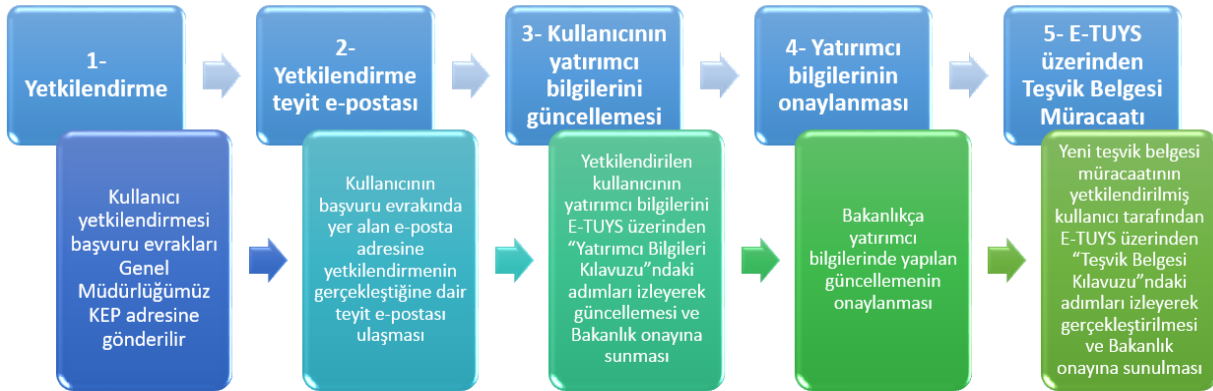 1-
Yetkilendirme
Kullanıcı
yetkilendirmesi
başvuru evrakları
Genel
Müdürlüğümüz
KEP adresine
gönderilir
2-
Yetkilendirme
teyit e-postası
Kullanıcının
başvuru evrakında
yer alan e-posta
adresine
yetkilendirmenin
gerçekleştiğine dair
teyit e-postası
ulaşması
3- Kullanıcının
yatırımcı
bilgilerini
güncellemesi
Yetkilendirilen
kullanıcının
yatırımcı bilgilerini
E-TUYS üzerinden
“Yatırımcı Bilgileri
Kılavuzu”ndaki
adımları izleyerek
güncellemesi ve
Bakanlık onayına
sunması
4- Yatırımcı
bilgilerinin
onaylanması
Bakanlıkça
yatırımcı
bilgilerinde yapılan
güncellemenin
onaylanması
5- E-TUYS
üzerinden
Teşvik Belgesi
Müracaatı
Yeni teşvik belgesi
müracaatının
yetkilendirilmiş
kullanıcı tarafından
E-TUYS üzerinden
“Teşvik Belgesi
Kılavuzu”ndaki
adımları izleyerek
gerçekleştirilmesi
ve Bakanlık
onayına sunulması